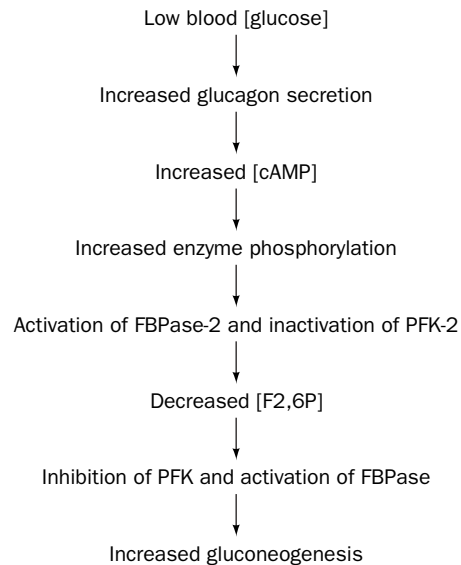 Low blood [glucose]
Increased glucagon secretion
Increased [cAMP]
Increased enzyme phosphorylation
Activation of FBPase-2 and inactivation of PFK-2
Decreased [F2,6P]
Inhibition of PFK and activation of FBPase
Increased gluconeogenesis